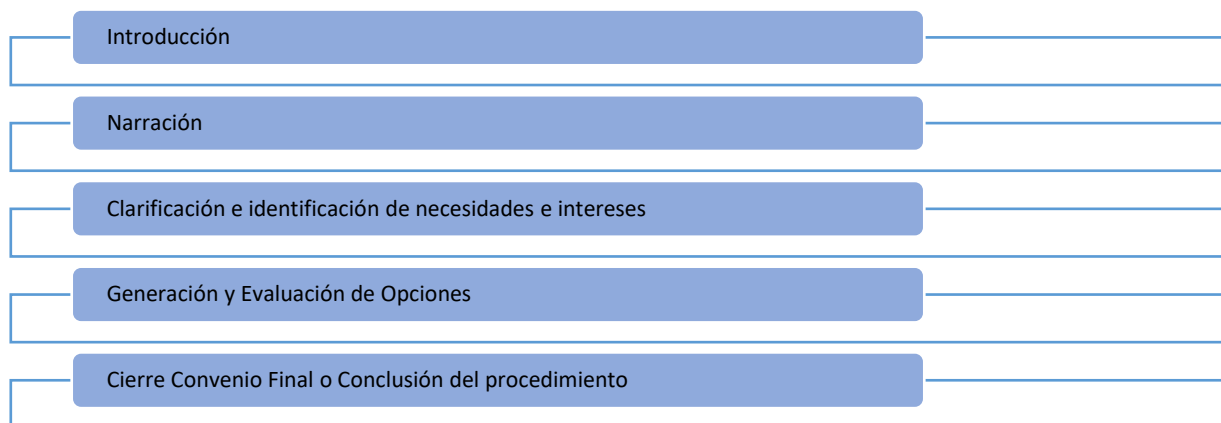 Introducción
Narración
Clarificación e identificación de necesidades e intereses
Generación y Evaluación de Opciones
Cierre Convenio Final o Conclusión del procedimiento